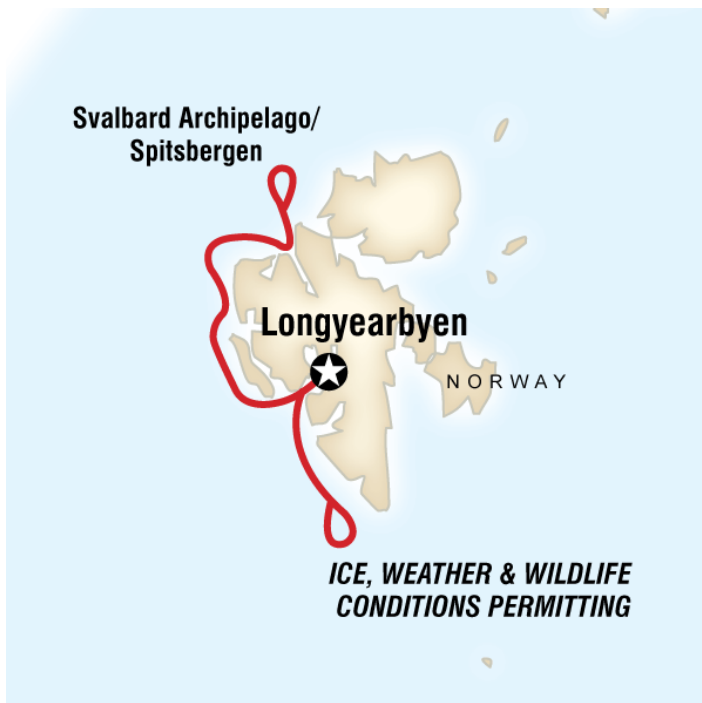 Svalbard Archipelago/
Spitsbergen
Longyearbyen
NORWAY
ICE, WEATHER & WILDLIFE
CONDITIONS PERMITTING